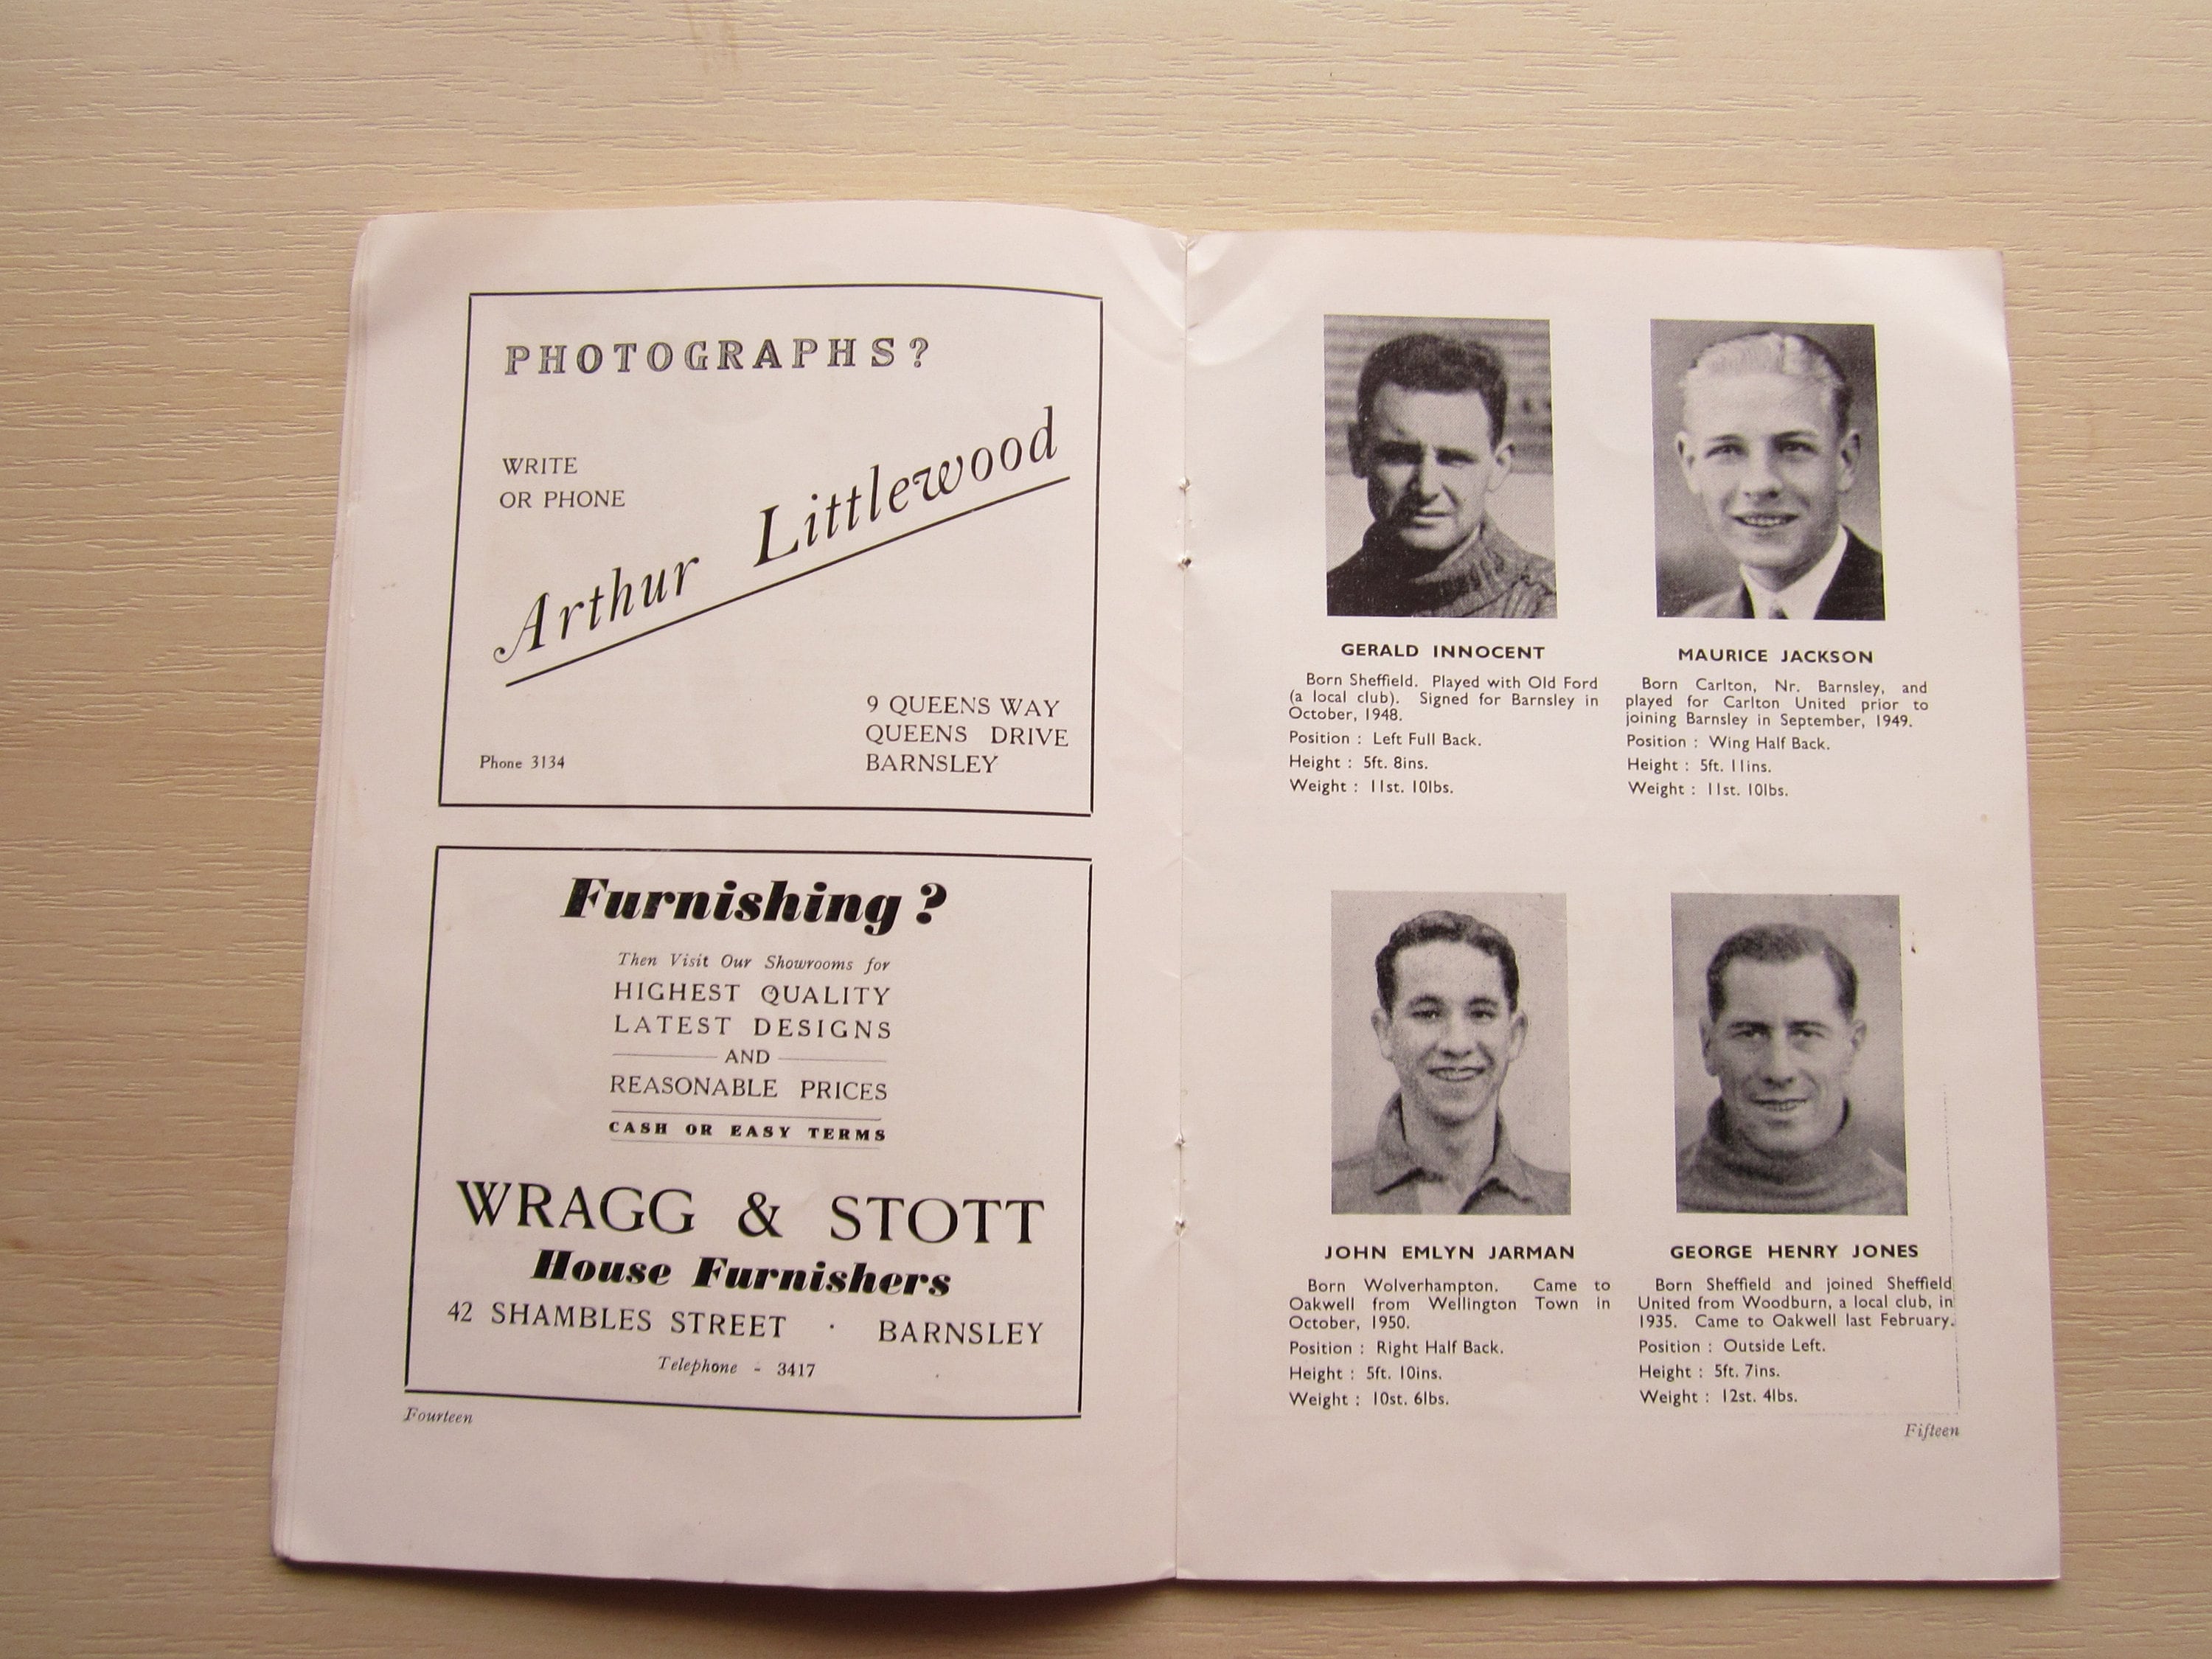 PHOTOGRAPHS?
WRITE
OR PHONE
Arthur Littlewood
9 QUEENS WAY
QUEENS DRIVE
BARNSLEY
Phone 3134
Furnishing?
Then Visit Our Showrooms for
HIGHEST QUALITY
LATEST DESIGNS
AND
REASONABLE PRICES
CASH OR EASY TERMS
WRAGG & STOTT
House Furnishers
42 SHAMBLES STREET · BARNSLEY
Telephone - 3417
Fourteen
GERALD INNOCENT
Born Sheffield. Played with Old Ford
(a local club). Signed for Barnsley in
October, 1948.
Position : Left Full Back.
Height : 5ft. 8ins.
Weight : 11st. 10lbs.
MAURICE JACKSON
Born Carlton, Nr. Barnsley, and
played for Carlton United prior to
joining Barnsley in September, 1949.
Position : Wing Half Back.
Height : 5ft. 11ins.
Weight : 11st. 10lbs.
JOHN EMLYN JARMAN
Born Wolverhampton. Came to
Oakwell from Wellington Town in
October, 1950.
Position : Right Half Back.
Height : 5ft. 10ins.
Weight : 10st. 6lbs.
GEORGE HENRY JONES
Born Sheffield and joined Sheffield
United from Woodburn, a local club, in
1935. Came to Oakwell last February.
Position : Outside Left.
Height : 5ft. 7ins.
Weight : 12st. 4lbs.
Fifteen